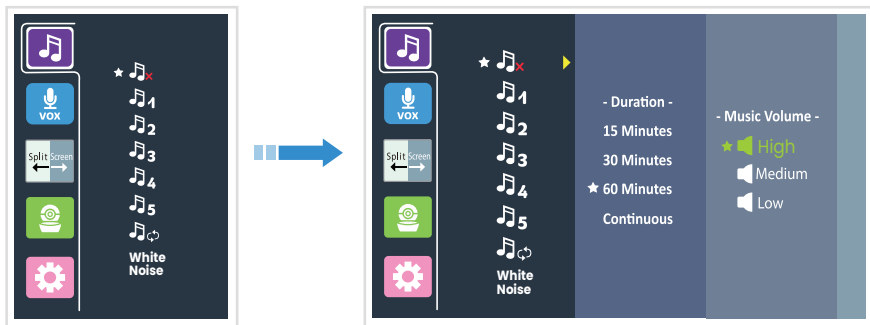 VOX
Split Screen
1
2
3
4
5
White
Noise
VOX
Split Screen
1
2
3
4
5
White
Noise
- Duration -
15 Minutes
30 Minutes
60 Minutes
Continuous
- Music Volume -
High
Medium
Low